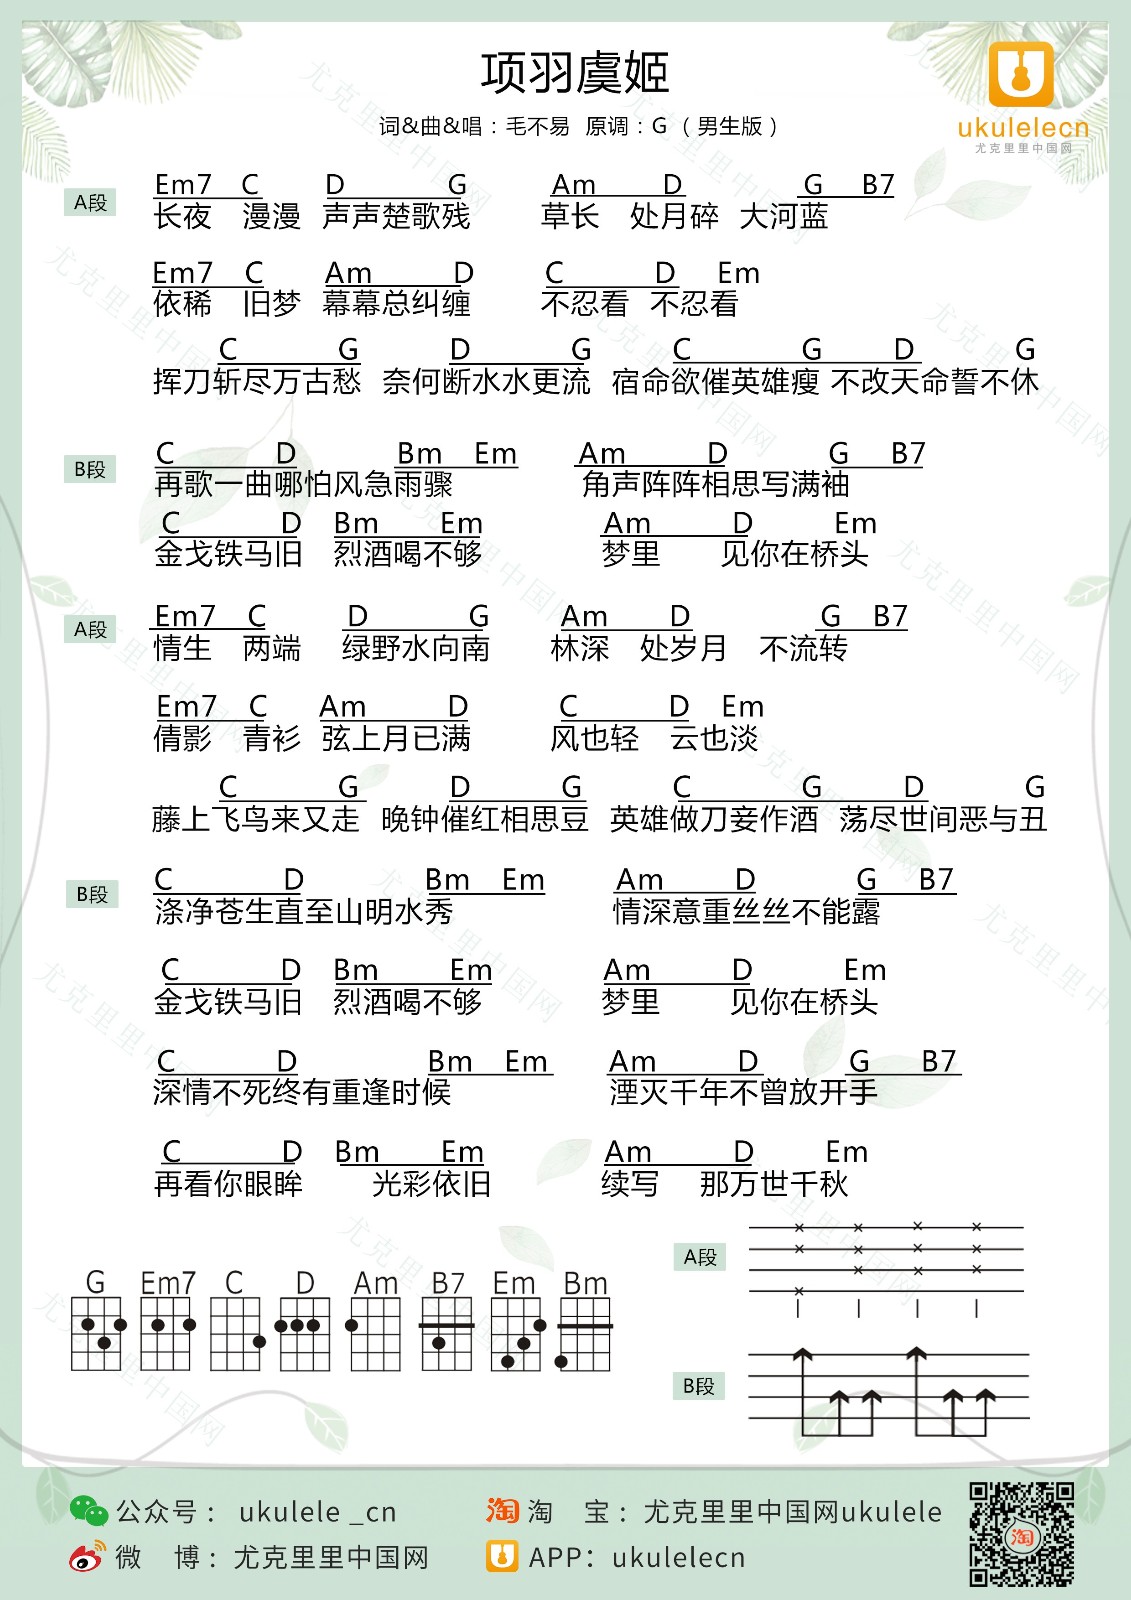 项羽虞姬
词&曲&唱：毛不易 原调：G（男生版）
ukulelecn
尤克里里中国网
Em7 C D G Am D G B7
A段 长夜 漫漫 声声楚歌残 草长 处月碎 大河蓝
Em7 C Am D C D Em
依稀 旧梦 幕幕总纠缠 不忍看 不忍看
C G D G C G D G
挥刀斩尽万古愁 奈何断水水更流 宿命欲催英雄瘦 不改天命誓不休
C D Bm Em Am D G B7
B段 再歌一曲哪怕风急雨骤 角声阵阵相思写满袖
C D Bm Em Am D Em
金戈铁马旧 烈酒喝不够 梦里 见你在桥头
Em7 C D G Am D G B7
A段 情生 两端 绿野水向南 林深 处岁月 不流转
Em7 C Am D C D Em
倩影 青衫 弦上月已满 风也轻 云也淡
C G D G C G D G
藤上飞鸟来又走 晚钟催红相思豆 英雄做刀妾作酒 荡尽世间恶与丑
C D Bm Em Am D G B7
B段 涤净苍生直至山明水秀 情深意重丝丝不能露
C D Bm Em Am D Em
金戈铁马旧 烈酒喝不够 梦里 见你在桥头
C D Bm Em Am D G B7
深情不死终有重逢时候 湮灭千年不曾放开手
C D Bm Em Am D Em
再看你眼眸 光彩依旧 续写 那万世千秋
G Em7 C D Am B7 Em Bm
A段
B段
公众号：ukulele _cn
淘 宝：尤克里里中国网ukulele
微 博：尤克里里中国网
APP：ukulelecn
淘